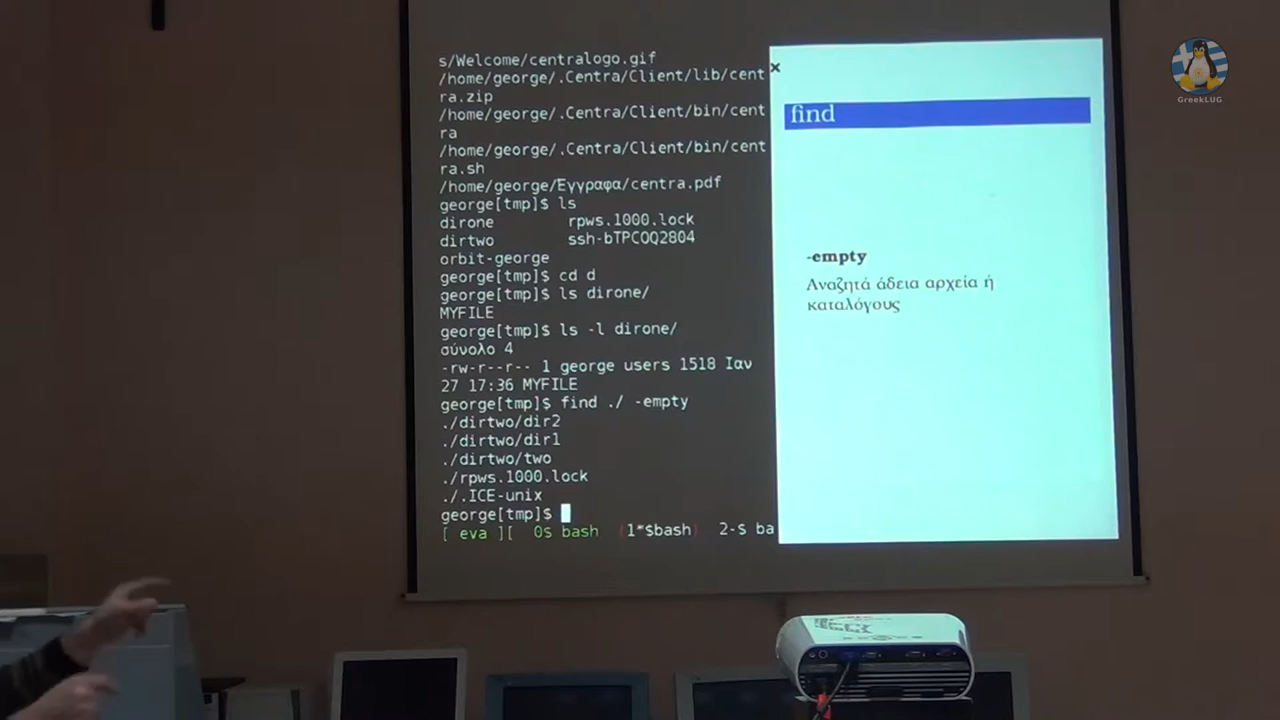 s/Welcome/centralogo.gif
/home/george/.Centra/Client/lib/cent
ra.zip
/home/george/.Centra/Client/bin/cent
ra
/home/george/.Centra/Client/bin/cent
ra.sh
/home/george/Έγγραφα/centra.pdf
george[tmp]$ ls
dirone rpws.1000.lock
dirtwo ssh-bTPCOQ2804
orbit-george
george[tmp]$ cd d
george[tmp]$ ls dirone/
MYFILE
george[tmp]$ ls -l dirone/
σύνολο 4
-rw-r--r-- 1 george users 1518 Ιαν
27 17:36 MYFILE
george[tmp]$ find ./ -empty
./dirtwo/dir2
./dirtwo/dir1
./dirtwo/two
./rpws.1000.lock
./.ICE-unix
george[tmp]$
[ eva ][ 0$ bash (1*$bash) 2-$ ba
find
-empty
Αναζητά άδεια αρχεία ή
καταλόγους
GreekLUG